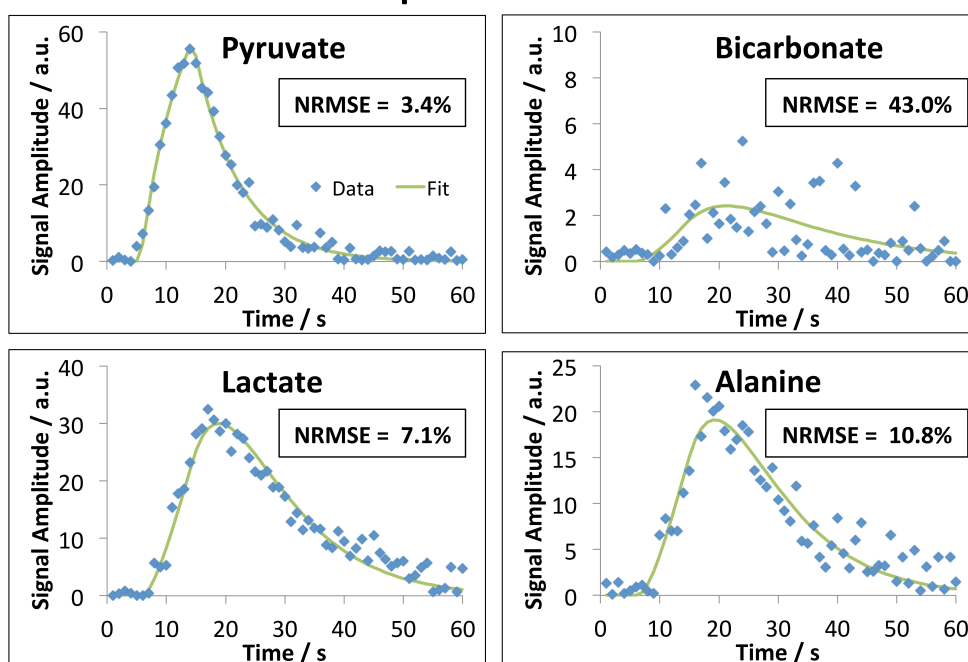 Pyruvate
NRMSE = 3.4%
Signal Amplitude / a.u.
60
40
20
0
Data
Fit
0 10 20 30 40 50 60
Time / s
Bicarbonate
NRMSE = 43.0%
Signal Amplitude / a.u.
10
8
6
4
2
0
0 10 20 30 40 50 60
Time / s
Lactate
NRMSE = 7.1%
Signal Amplitude / a.u.
40
30
20
10
0
0 10 20 30 40 50 60
Time / s
Alanine
NRMSE = 10.8%
Signal Amplitude / a.u.
25
20
15
10
5
0
0 10 20 30 40 50 60
Time / s